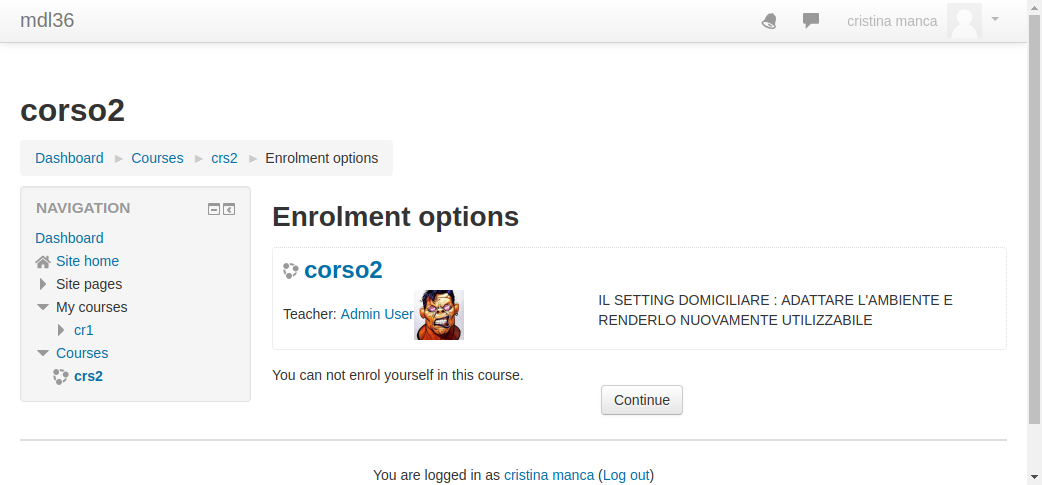 mdl36
cristina manca
corso2
Dashboard ► Courses ► crs2 ► Enrolment options
NAVIGATION
Dashboard
Site home
Site pages
My courses
cr1
Courses
crs2
Enrolment options
corso2
Teacher: Admin User
IL SETTING DOMICILIARE : ADATTARE L'AMBIENTE E
RENDERLO NUOVAMENTE UTILIZZABILE
You can not enrol yourself in this course.
Continue
You are logged in as cristina manca (Log out)